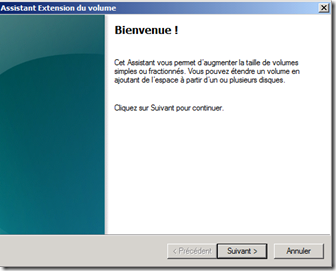 Assistant Extension du volume
Bienvenue !
Cet Assistant vous permet d'augmenter la taille de volumes
simples ou fractionnés. Vous pouvez étendre un volume en
ajoutant de l'espace à partir d'un ou plusieurs disques.
Cliquez sur Suivant pour continuer.
< Précédent Suivant > Annuler